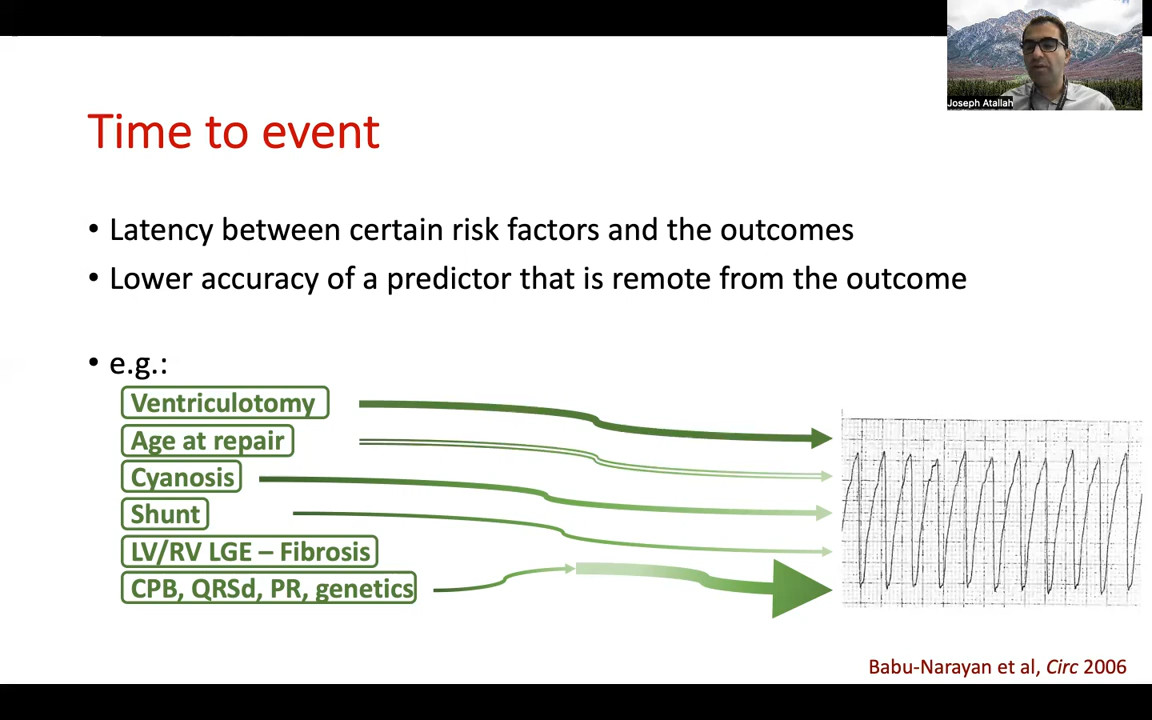 Joseph Atallah
Time to event
• Latency between certain risk factors and the outcomes
• Lower accuracy of a predictor that is remote from the outcome
• e.g.:
Ventriculotomy
Age at repair
Cyanosis
Shunt
LV/RV LGE – Fibrosis
CPB, QRSd, PR, genetics
Babu-Narayan et al, Circ 2006